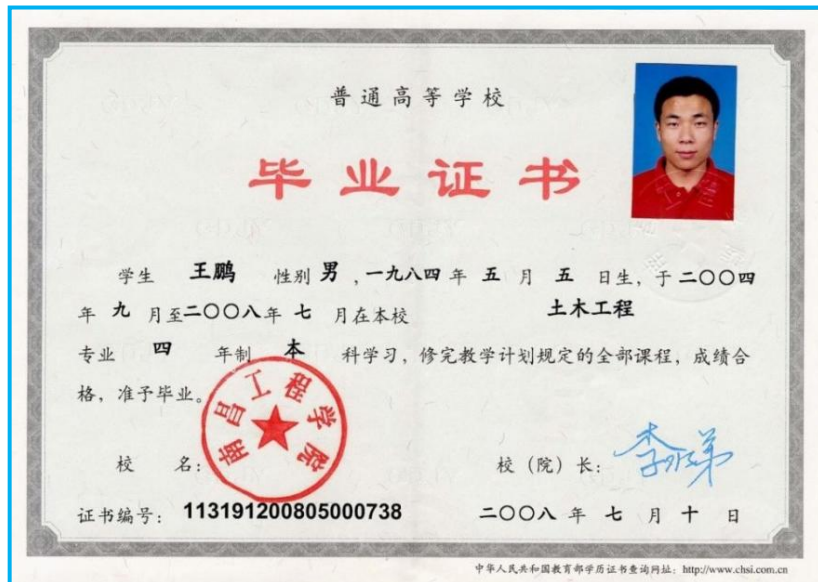 普通高等学校
毕业证书
学生 王鹏 性别 男 ，一九八四 年 五 月 五 日生，于 二〇〇四
年 九 月至二〇〇八年 七 月在本校 土木工程
专业 四 年制 本 科学习，修完教学计划规定的全部课程，成绩合
格，准予毕业。
南昌工程学院
校 名： 校（院）长：
证书编号： 113191200805000738 二〇〇八 年 七 月 十 日
中华人民共和国教育部学历证书查询网址：http://www.chsi.com.cn